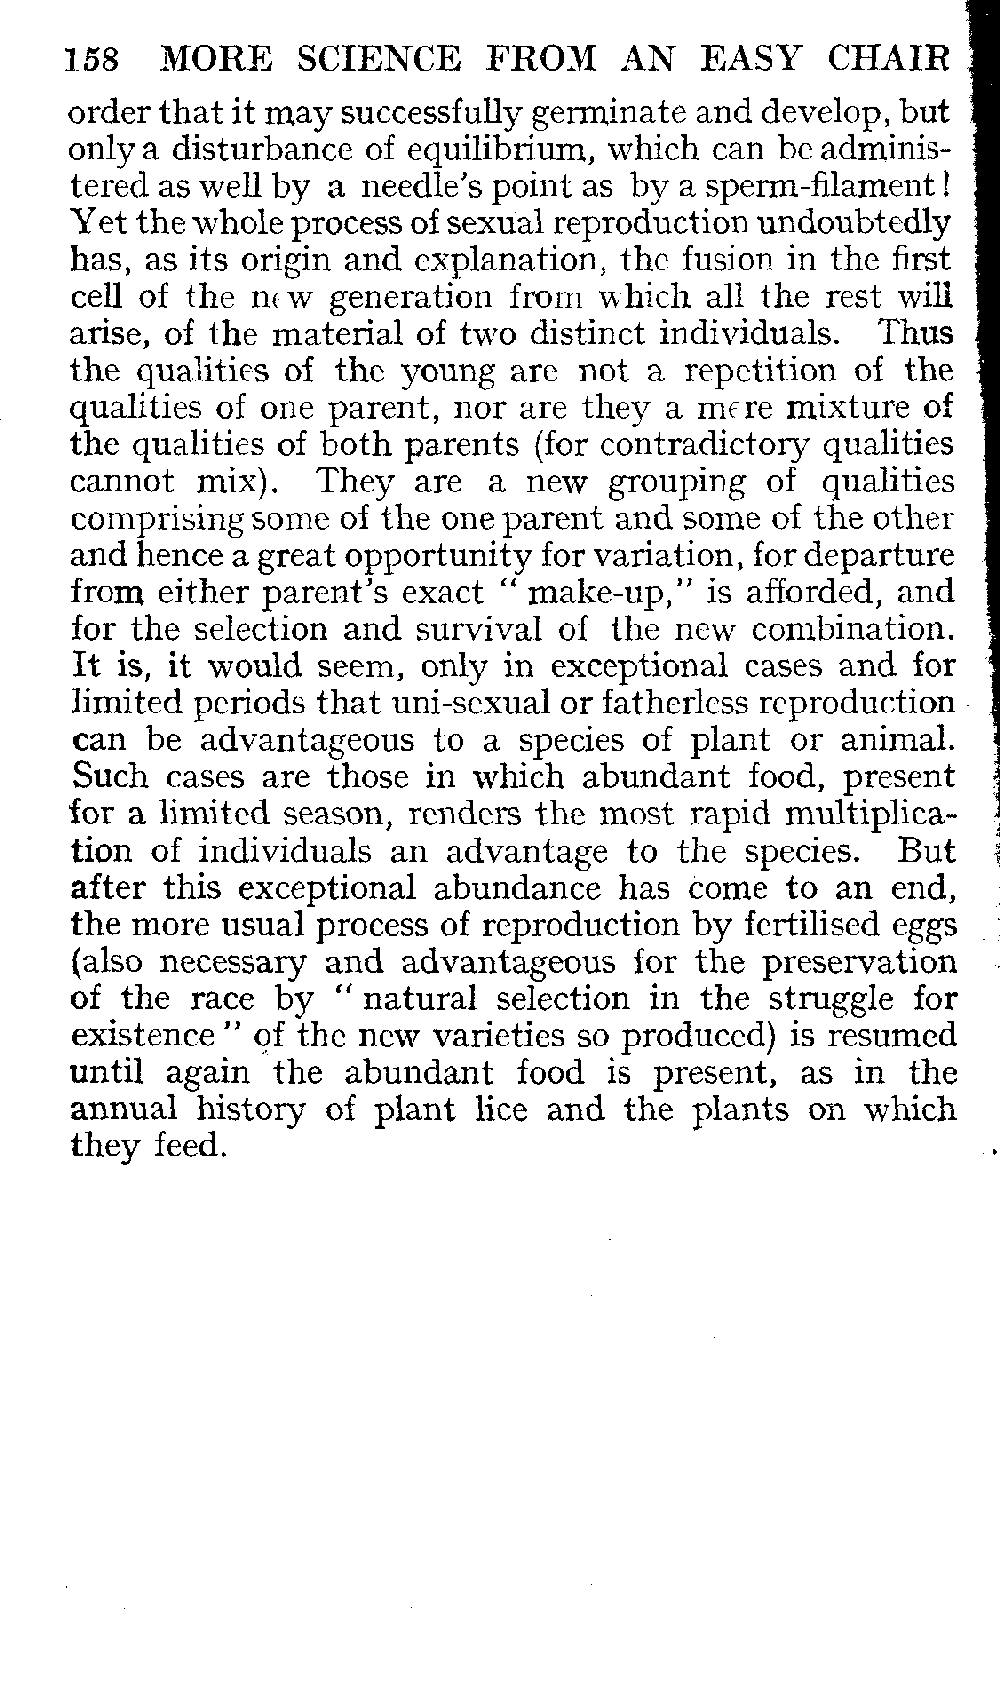 158 MORE SCIENCE FROM AN EASY CHAIR
order that it may successfully germinate and develop, but
only a disturbance of equilibrium, which can be adminis-
tered as well by a needle's point as by a sperm-filament!
Yet the whole process of sexual reproduction undoubtedly
has, as its origin and explanation, the fusion in the first
cell of the new generation from which all the rest will
arise, of the material of two distinct individuals. Thus
the qualities of the young are not a repetition of the
qualities of one parent, nor are they a mere mixture of
the qualities of both parents (for contradictory qualities
cannot mix). They are a new grouping of qualities
comprising some of the one parent and some of the other
and hence a great opportunity for variation, for departure
from either parent's exact " make-up," is afforded, and
for the selection and survival of the new combination.
It is, it would seem, only in exceptional cases and for
limited periods that uni-sexual or fatherless reproduction
can be advantageous to a species of plant or animal.
Such cases are those in which abundant food, present
for a limited season, renders the most rapid multiplica-
tion of individuals an advantage to the species. But
after this exceptional abundance has come to an end,
the more usual process of reproduction by fertilised eggs
(also necessary and advantageous for the preservation
of the race by " natural selection in the struggle for
existence " of the new varieties so produced) is resumed
until again the abundant food is present, as in the
annual history of plant lice and the plants on which
they feed.